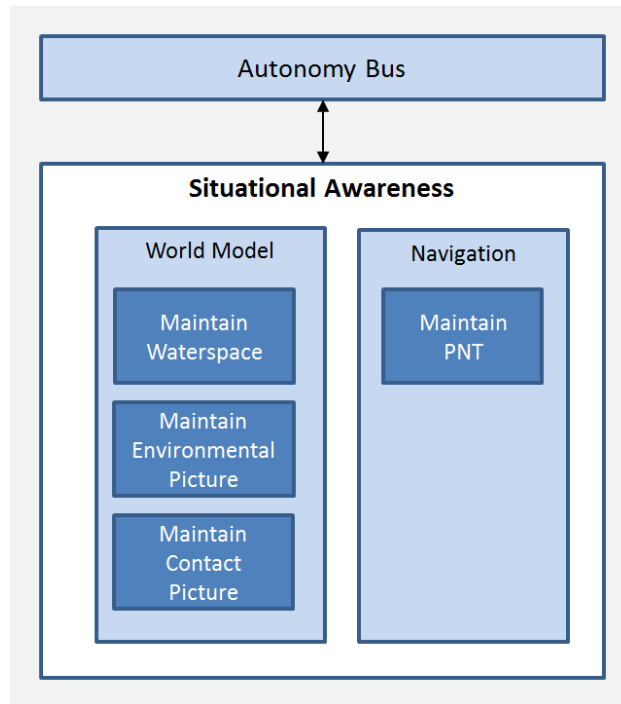 Autonomy Bus
Situational Awareness
World Model
Maintain
Waterspace
Maintain
Environmental
Picture
Maintain
Contact
Picture
Navigation
Maintain
PNT